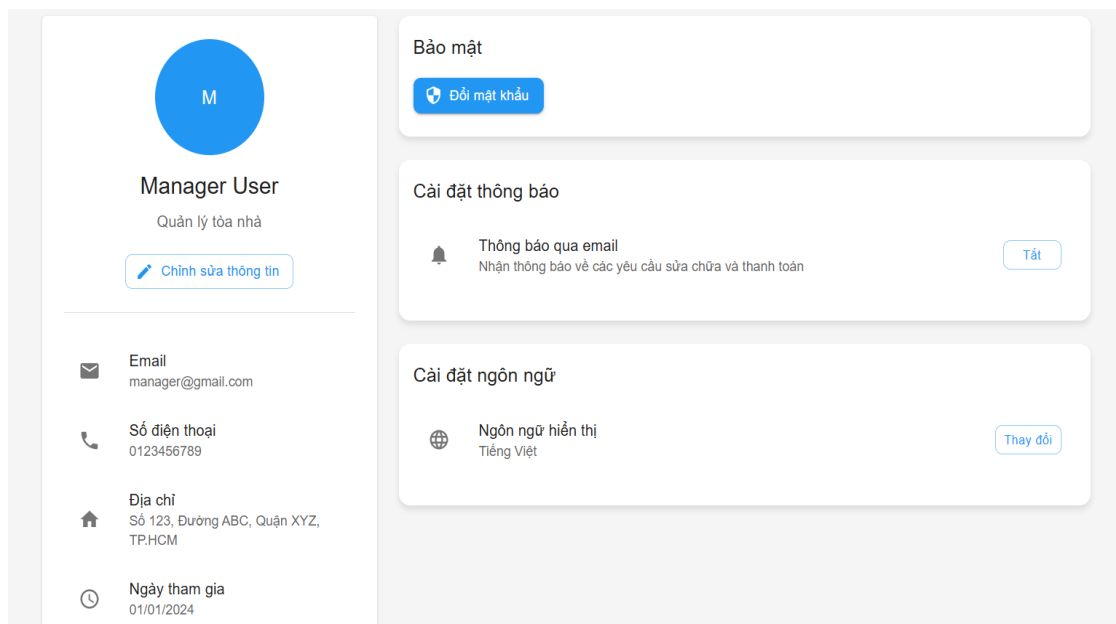 M
Manager User
Quản lý tòa nhà
Chỉnh sửa thông tin
Email
manager@gmail.com
Số điện thoại
0123456789
Địa chỉ
Số 123, Đường ABC, Quận XYZ,
TP.HCM
Ngày tham gia
01/01/2024
Bảo mật
Đổi mật khẩu
Cài đặt thông báo
Thông báo qua email
Nhận thông báo về các yêu cầu sửa chữa và thanh toán
Tắt
Cài đặt ngôn ngữ
Ngôn ngữ hiển thị
Tiếng Việt
Thay đổi